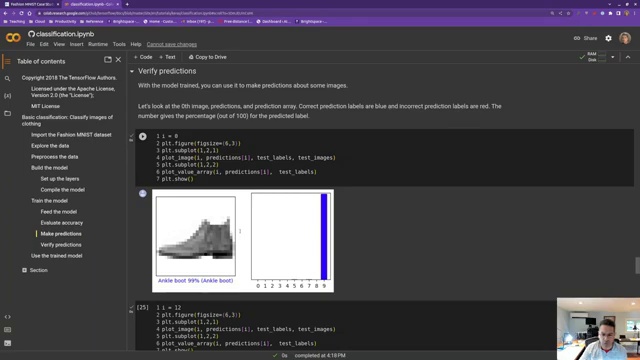 Fashion MNIST Case Stu
classification.ipynb
Teaching
Productivity
Reference
classification.ipynb
Share
File Edit View Insert Runtime Tools Help Cannot save changes
Table of contents
+ Code + Text Copy to Drive
RAM
Disk
Copyright 2018 The TensorFlow Authors.
Licensed under the Apache License, Version 2.0 (the "License");
MIT License
Basic classification: Classify images of clothing
Import the Fashion MNIST dataset
Explore the data
Preprocess the data
Build the model
Set up the layers
Compile the model
Train the model
Feed the model
Evaluate accuracy
Make predictions
Verify predictions
Use the trained model
Section
Verify predictions
With the model trained, you can use it to make predictions about some images.
Let's look at the 0th image, predictions, and prediction array. Correct prediction labels are blue and incorrect prediction labels are red. The
number gives the percentage (out of 100) for the predicted label.
1 i = 0
2 plt.figure(figsize=(6,3))
3 plt.subplot(1,2,1)
4 plot_image(i, predictions[i], test_labels, test_images)
5 plt.subplot(1,2,2)
6 plot_value_array(i, predictions[i], test_labels)
7 plt.show()
Ankle boot 99% (Ankle boot)
0 1 2 3 4 5 6 7 8 9
[25]
1 i = 12
2 plt.figure(figsize=(6,3))
3 plt.subplot(1,2,1)
4 plot_image(i, predictions[i], test_labels, test_images)
5 plt.subplot(1,2,2)
6 plot_value_array(i, predictions[i], test_labels)
7 plt.show()
0s completed at 4:18 PM